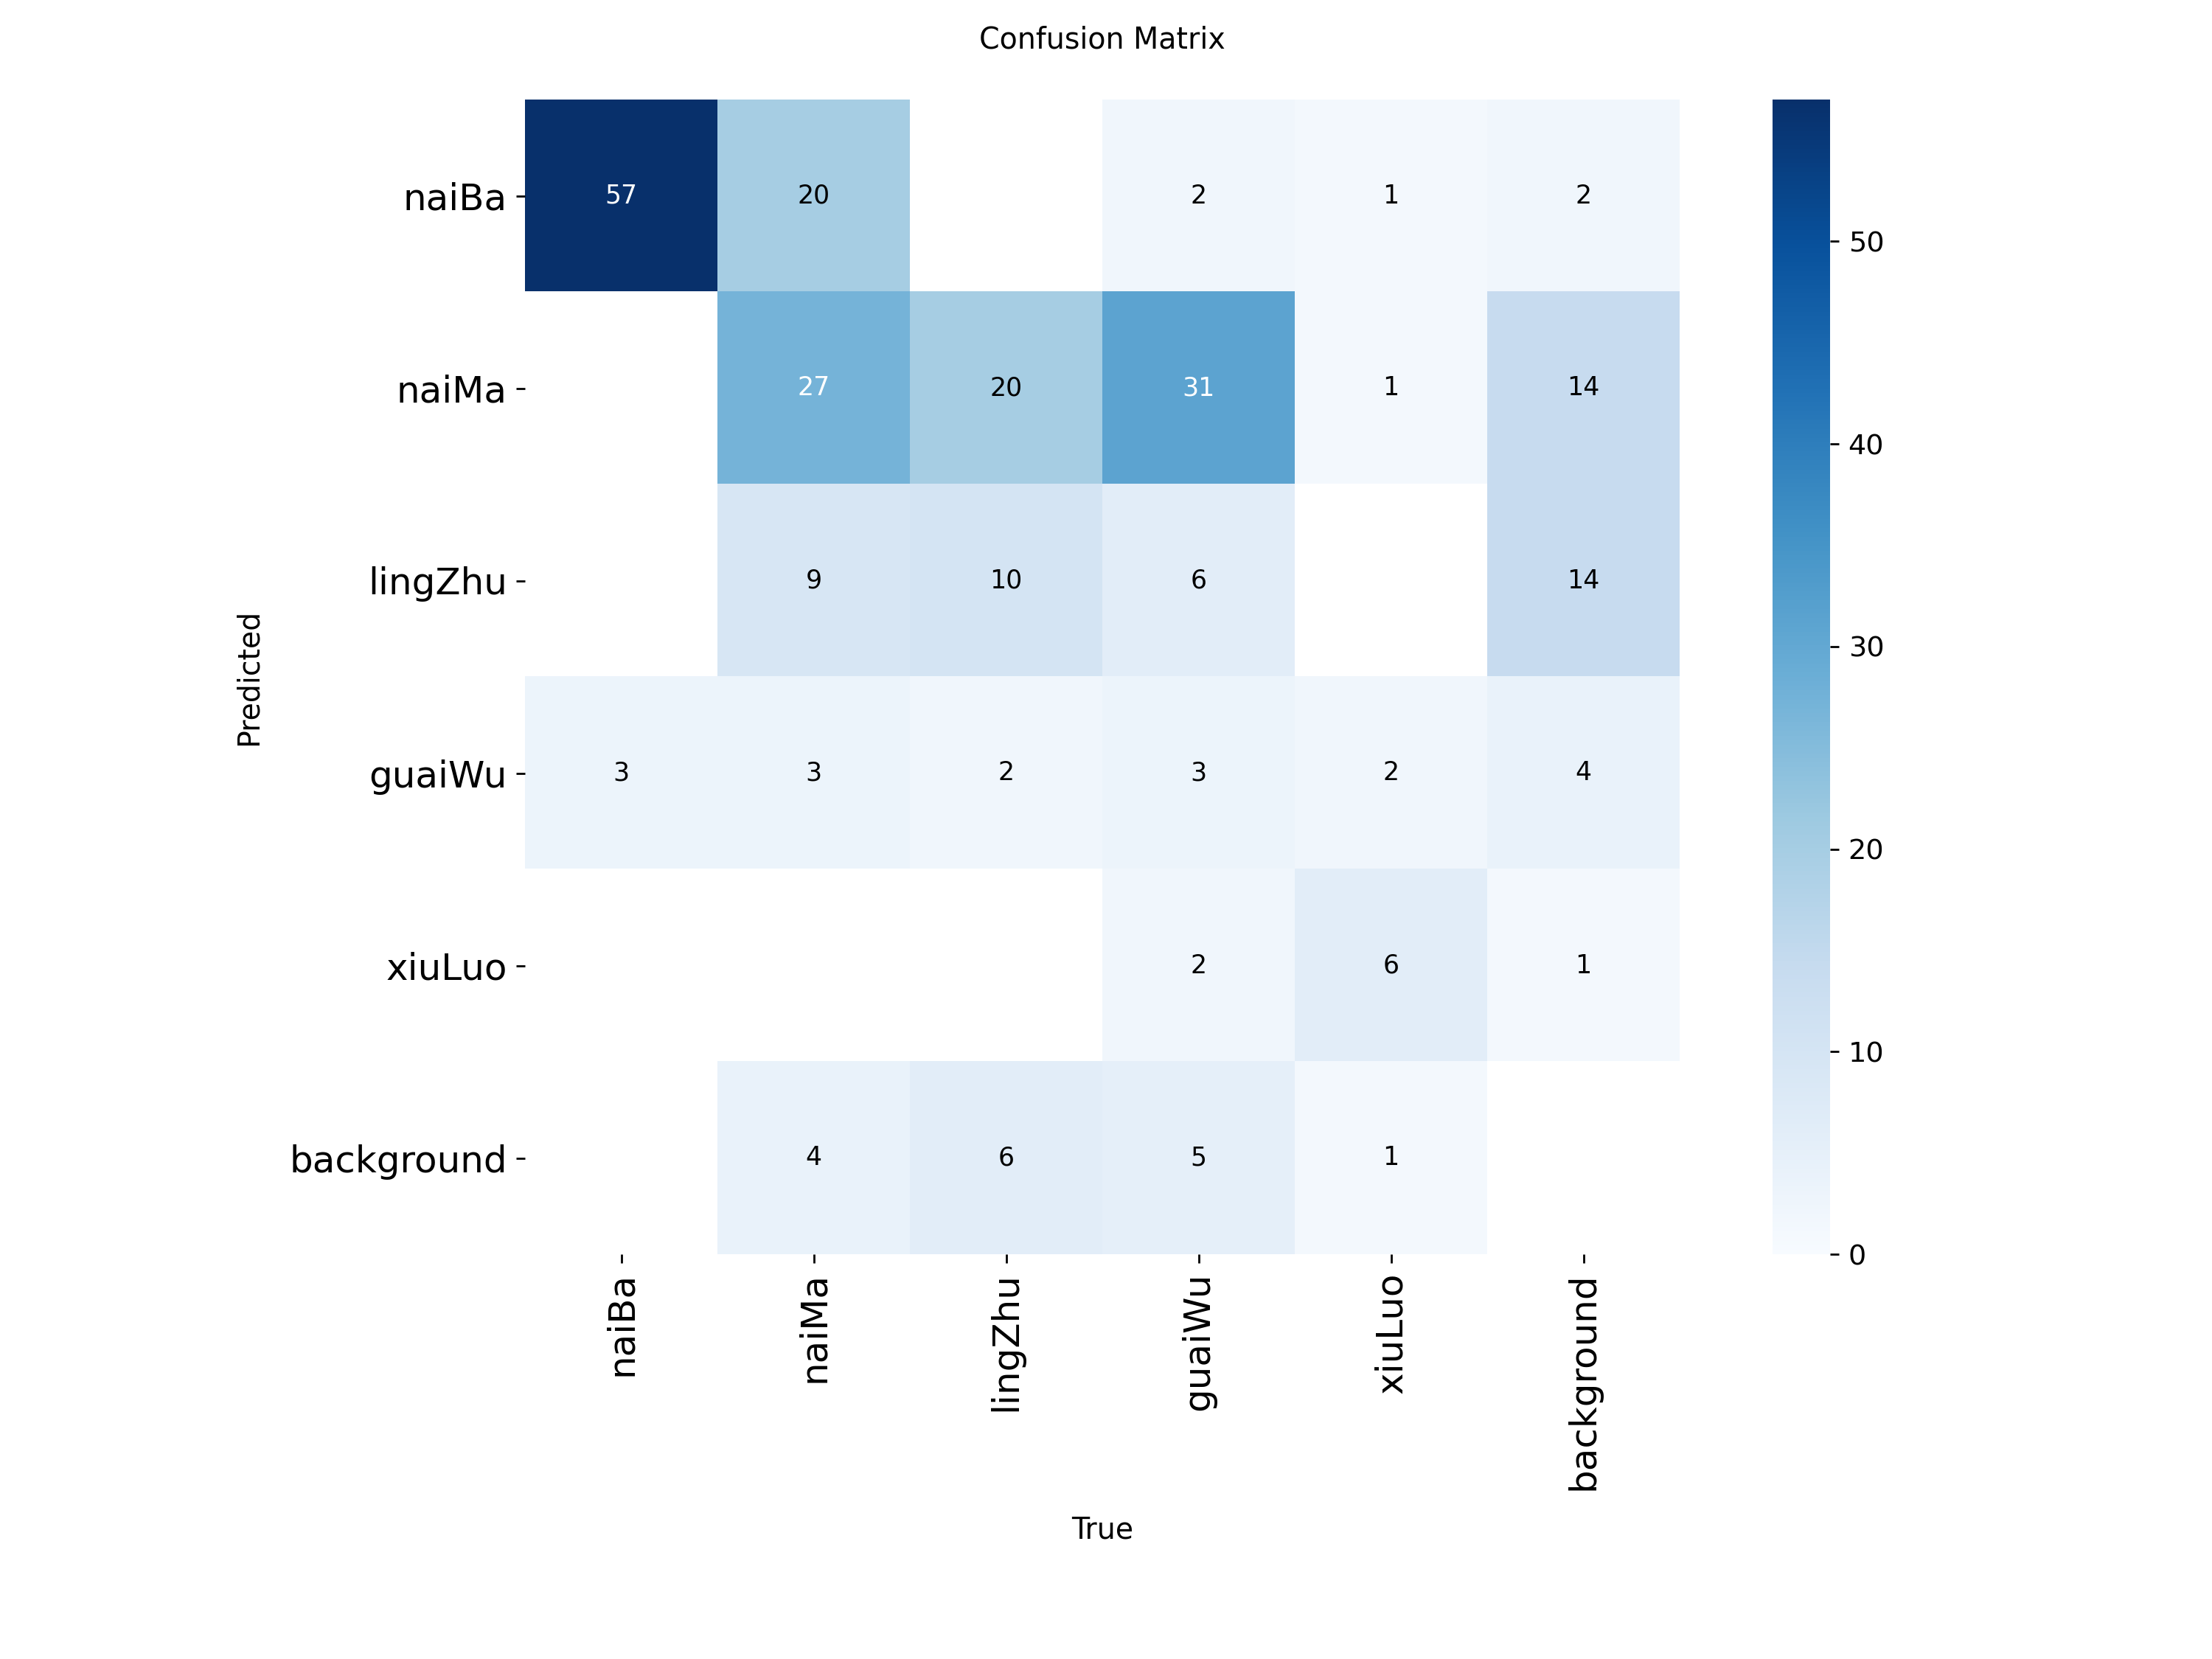 Confusion Matrix
naiBa 57 20 2 1 2
naiMa 27 20 31 1 14
lingZhu 9 10 6 14
guaiWu 3 3 2 3 2 4
xiuLuo 2 6 1
background 4 6 5 1
naiBa naiMa lingZhu guaiWu xiuLuo background
Predicted
True
50
40
30
20
10
0